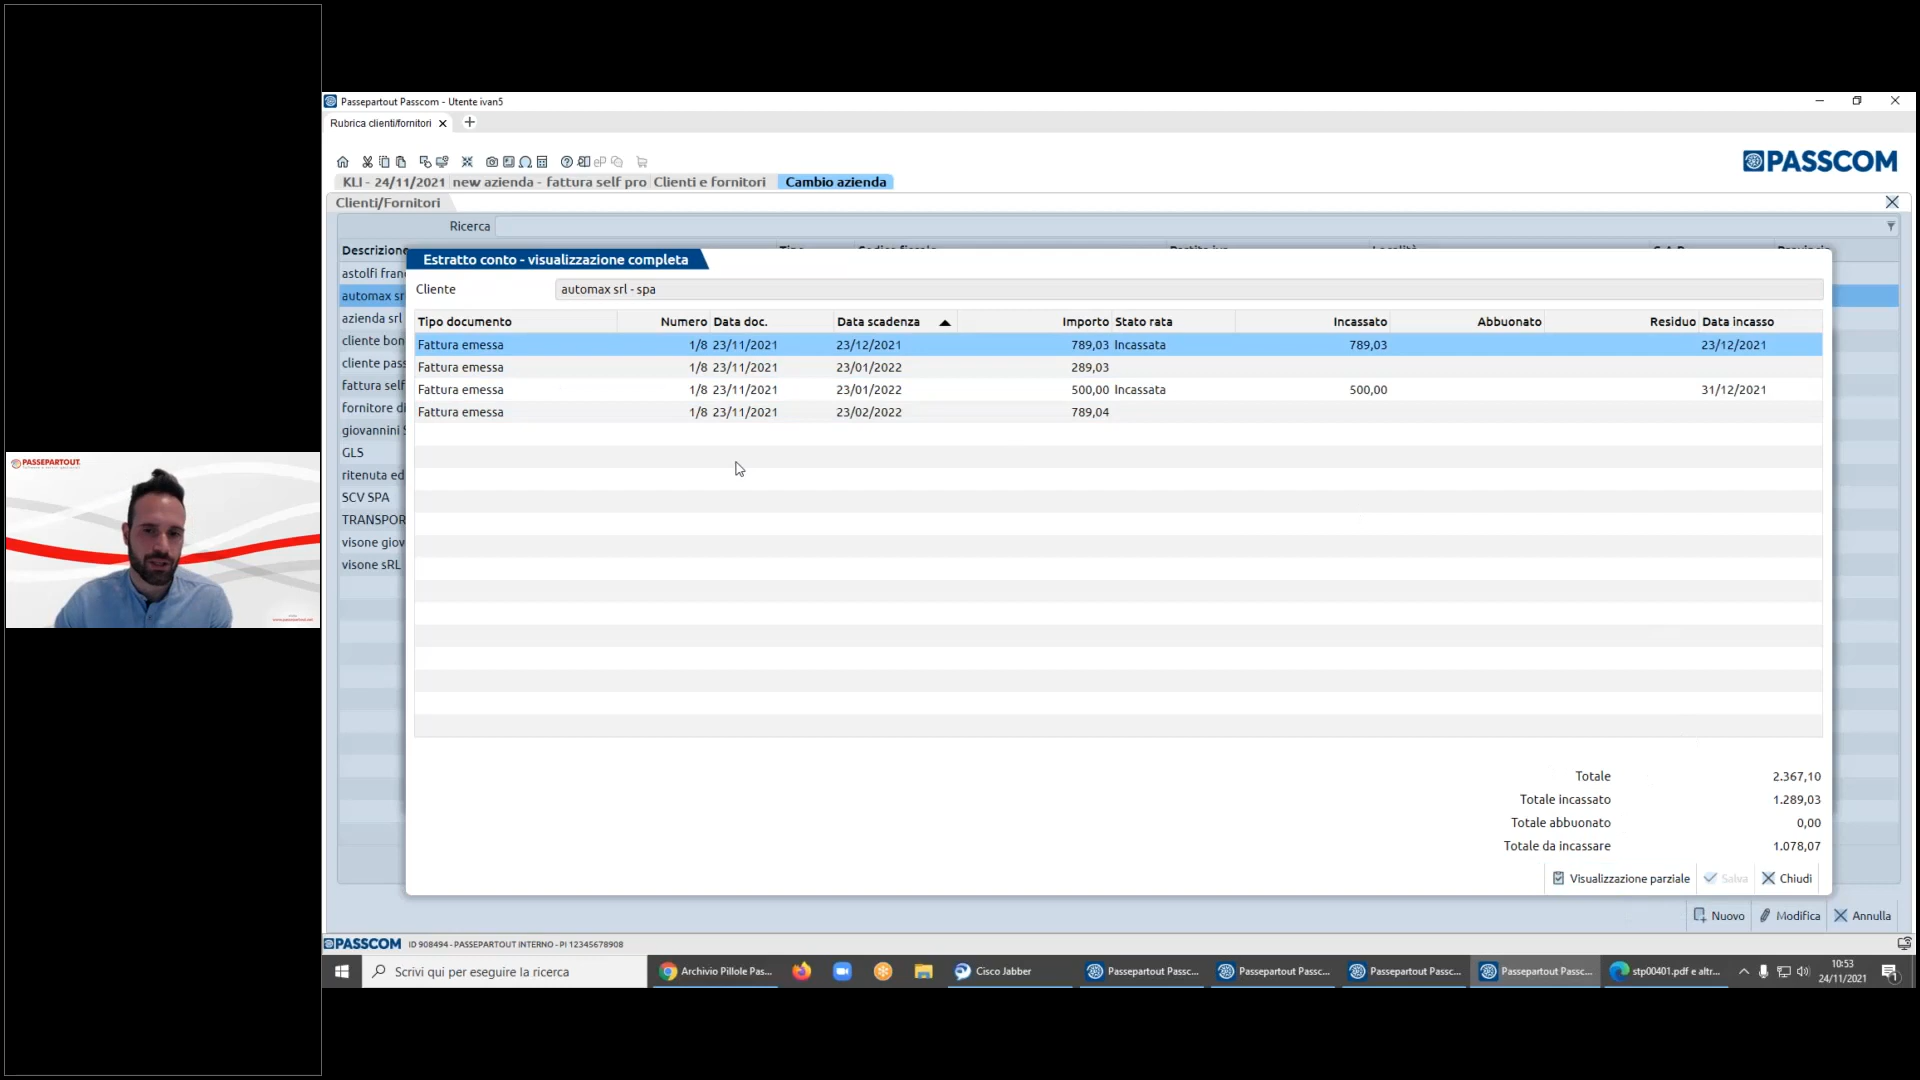 Passepartout Passcom - Utente ivan5
Rubrica clienti/fornitori
PASSCOM
KLI - 24/11/2021 new azienda - fattura self pro Clienti e fornitori Cambio azienda
Clienti/Fornitori
Ricerca
Descrizione
Estratto conto - visualizzazione completa
Cliente automax srl - spa
Tipo documento Numero Data doc. Data scadenza Importo Stato rata Incassato Abbuonato Residuo Data incasso
Fattura emessa 1/8 23/11/2021 23/12/2021 789,03 Incassata 789,03 23/12/2021
Fattura emessa 1/8 23/11/2021 23/01/2022 289,03
Fattura emessa 1/8 23/11/2021 23/01/2022 500,00 Incassata 500,00 31/12/2021
Fattura emessa 1/8 23/11/2021 23/02/2022 789,04
astolfi fran
automax sr
azienda srl
cliente bon
cliente pass
fattura self
fornitore di
giovannini S
GLS
ritenuta ed
SCV SPA
TRANSPOR
visone giov
visone sRL
PASSEPARTOUT
Totale 2.367,10
Totale incassato 1.289,03
Totale abbuonato 0,00
Totale da incassare 1.078,07
Visualizzazione parziale Salva Chiudi
Nuovo Modifica Annulla
PASSCOM ID 908494 - PASSEPARTOUT INTERNO - PI 12345678908
Scrivi qui per eseguire la ricerca
Archivio Pillole Pas...
Cisco Jabber
Passepartout Passc...
Passepartout Passc...
Passepartout Passc...
Passepartout Passc...
stp00401.pdf e altr...
10:53
24/11/2021
1